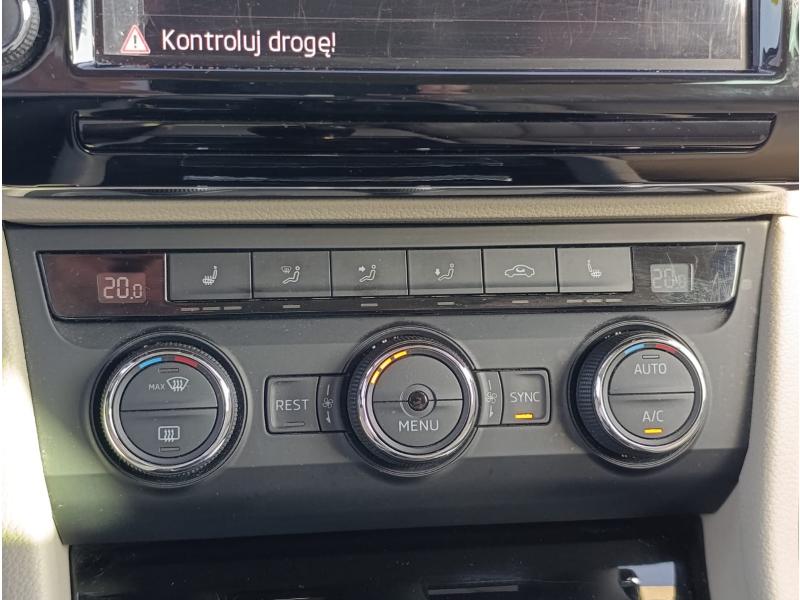 Kontroluj drogę!
20.0
20.0
MAX
REST
MENU
SYNC
AUTO
A/C